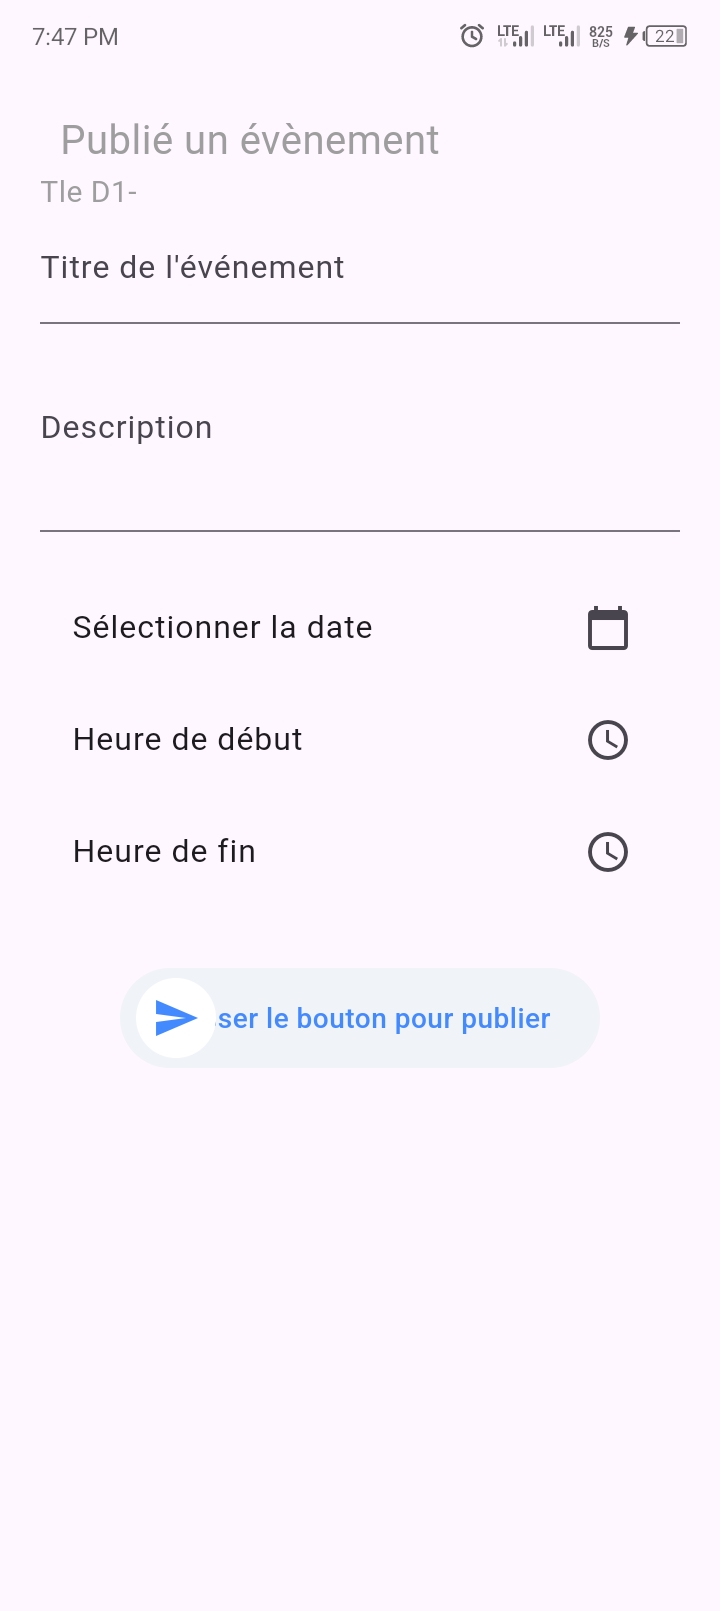 7:47 PM LTE LTE 825 B/S 22
Publié un évènement
Tle D1-
Titre de l'événement
Description
Sélectionner la date
Heure de début
Heure de fin
ser le bouton pour publier